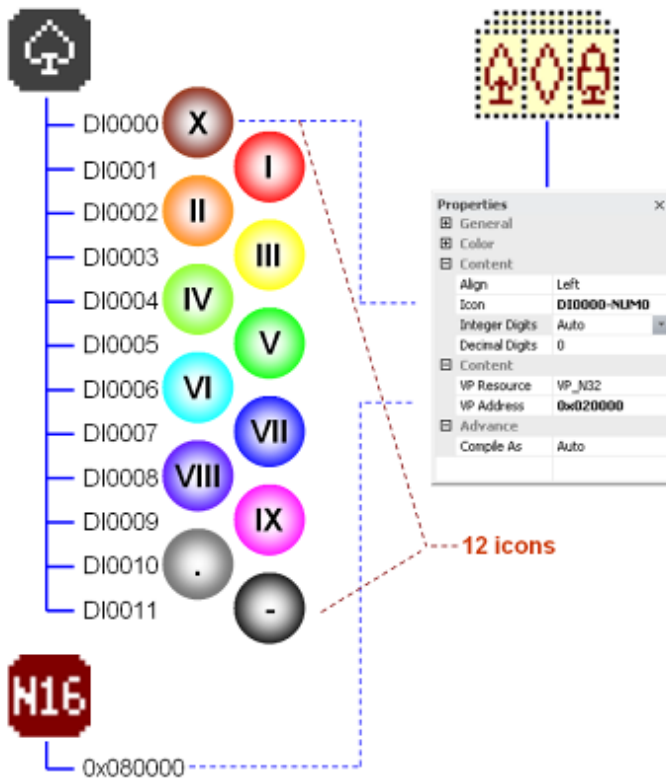 DI0000 X
DI0001 I
DI0002 II
DI0003 III
DI0004 IV
DI0005 V
DI0006 VI
DI0007 VII
DI0008 VIII
DI0009 IX
DI0010 .
DI0011 -
N16
0x080000
Properties ×
General
Color
Content
Align Left
Icon DI0000-NUM0
Integer Digits Auto
Decimal Digits 0
Content
VP Resource VP_N32
VP Address 0x020000
Advance
Compile As Auto
12 icons